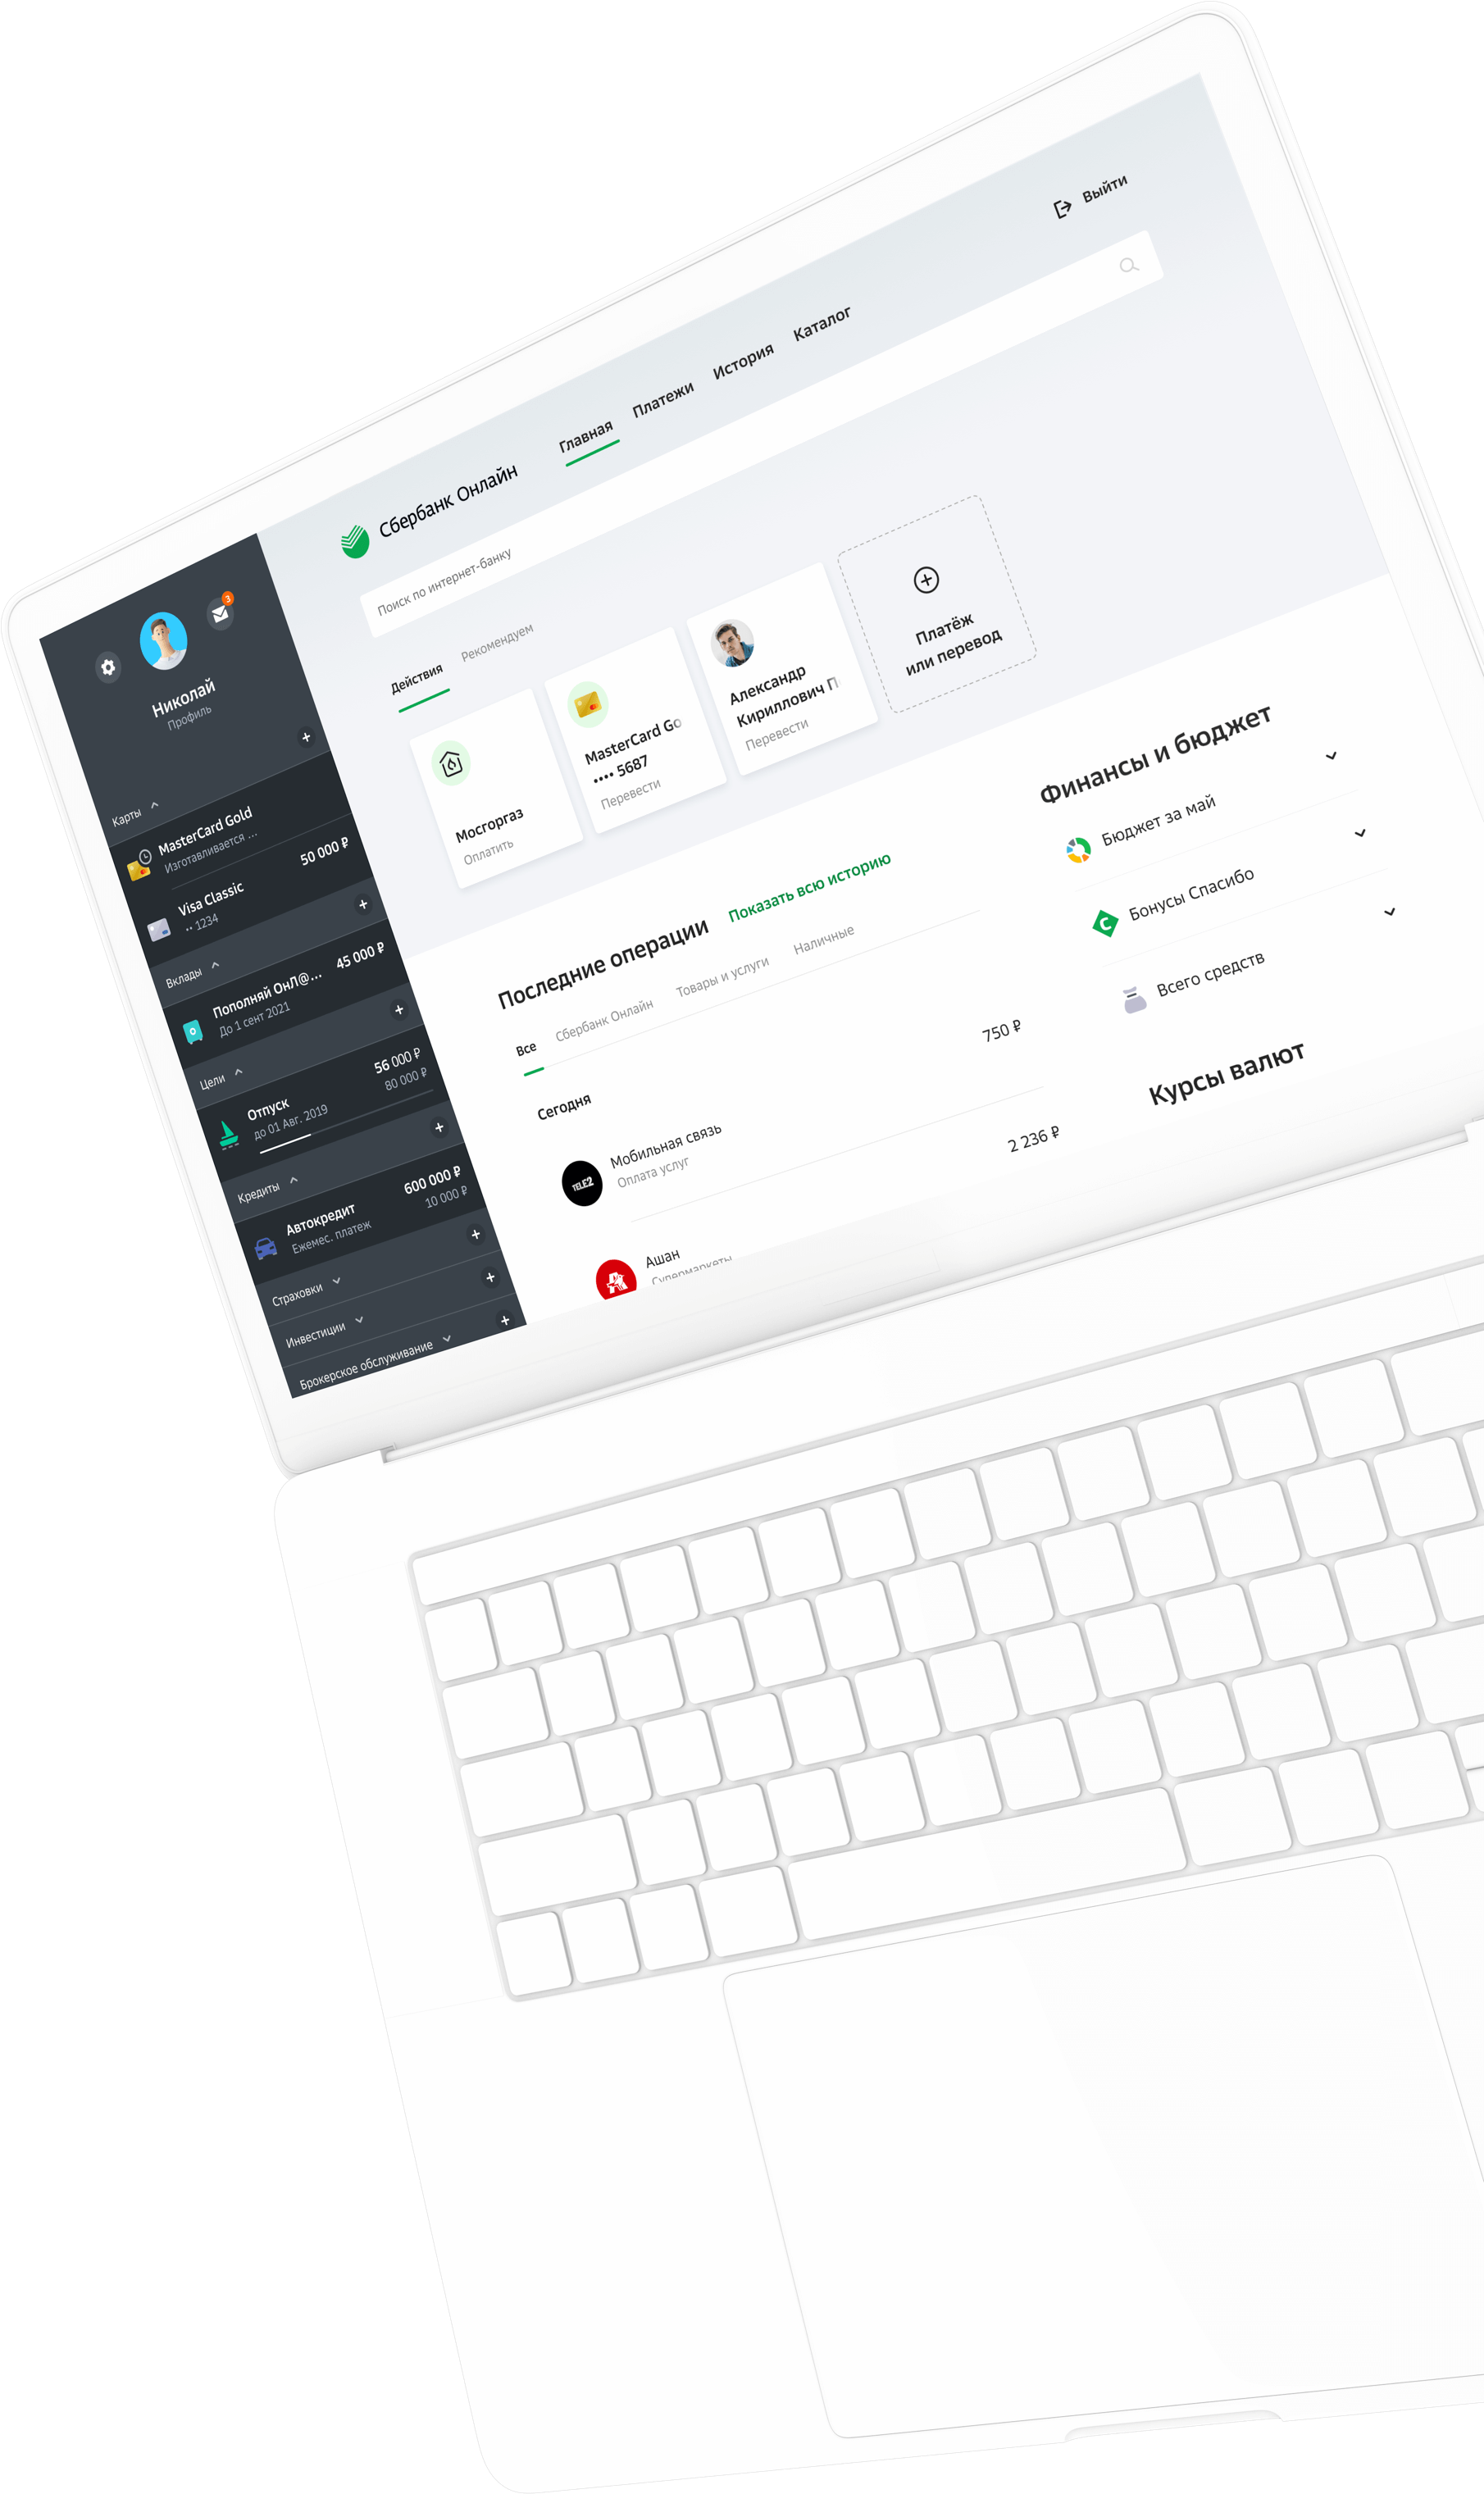 Выйти
Сбербанк Онлайн
Главная
Платежи
История
Каталог
Поиск по интернет-банку
3
Николай
Профиль
Карты
MasterCard Gold
Изготавливается ...
Visa Classic
50 000 ₽
•• 1234
Вклады
Пополняй ОнЛ@...
45 000 ₽
До 1 сент 2021
Цели
Отпуск
56 000 ₽
до 01 Авг. 2019
80 000 ₽
Кредиты
Автокредит
600 000 ₽
Ежемес. платеж
10 000 ₽
Страховки
Инвестиции
Брокерское обслуживание
Действия
Рекомендуем
Мосгоргаз
Оплатить
MasterCard Go
•••• 5687
Перевести
Александр
Кириллович П
Перевести
Платёж
или перевод
Последние операции
Показать всю историю
Все
Сбербанк Онлайн
Товары и услуги
Наличные
Сегодня
TELE2
Мобильная связь
750 ₽
Оплата услуг
Ашан
2 236 ₽
Супермаркеты
Финансы и бюджет
Бюджет за май
Бонусы Спасибо
Всего средств
Курсы валют